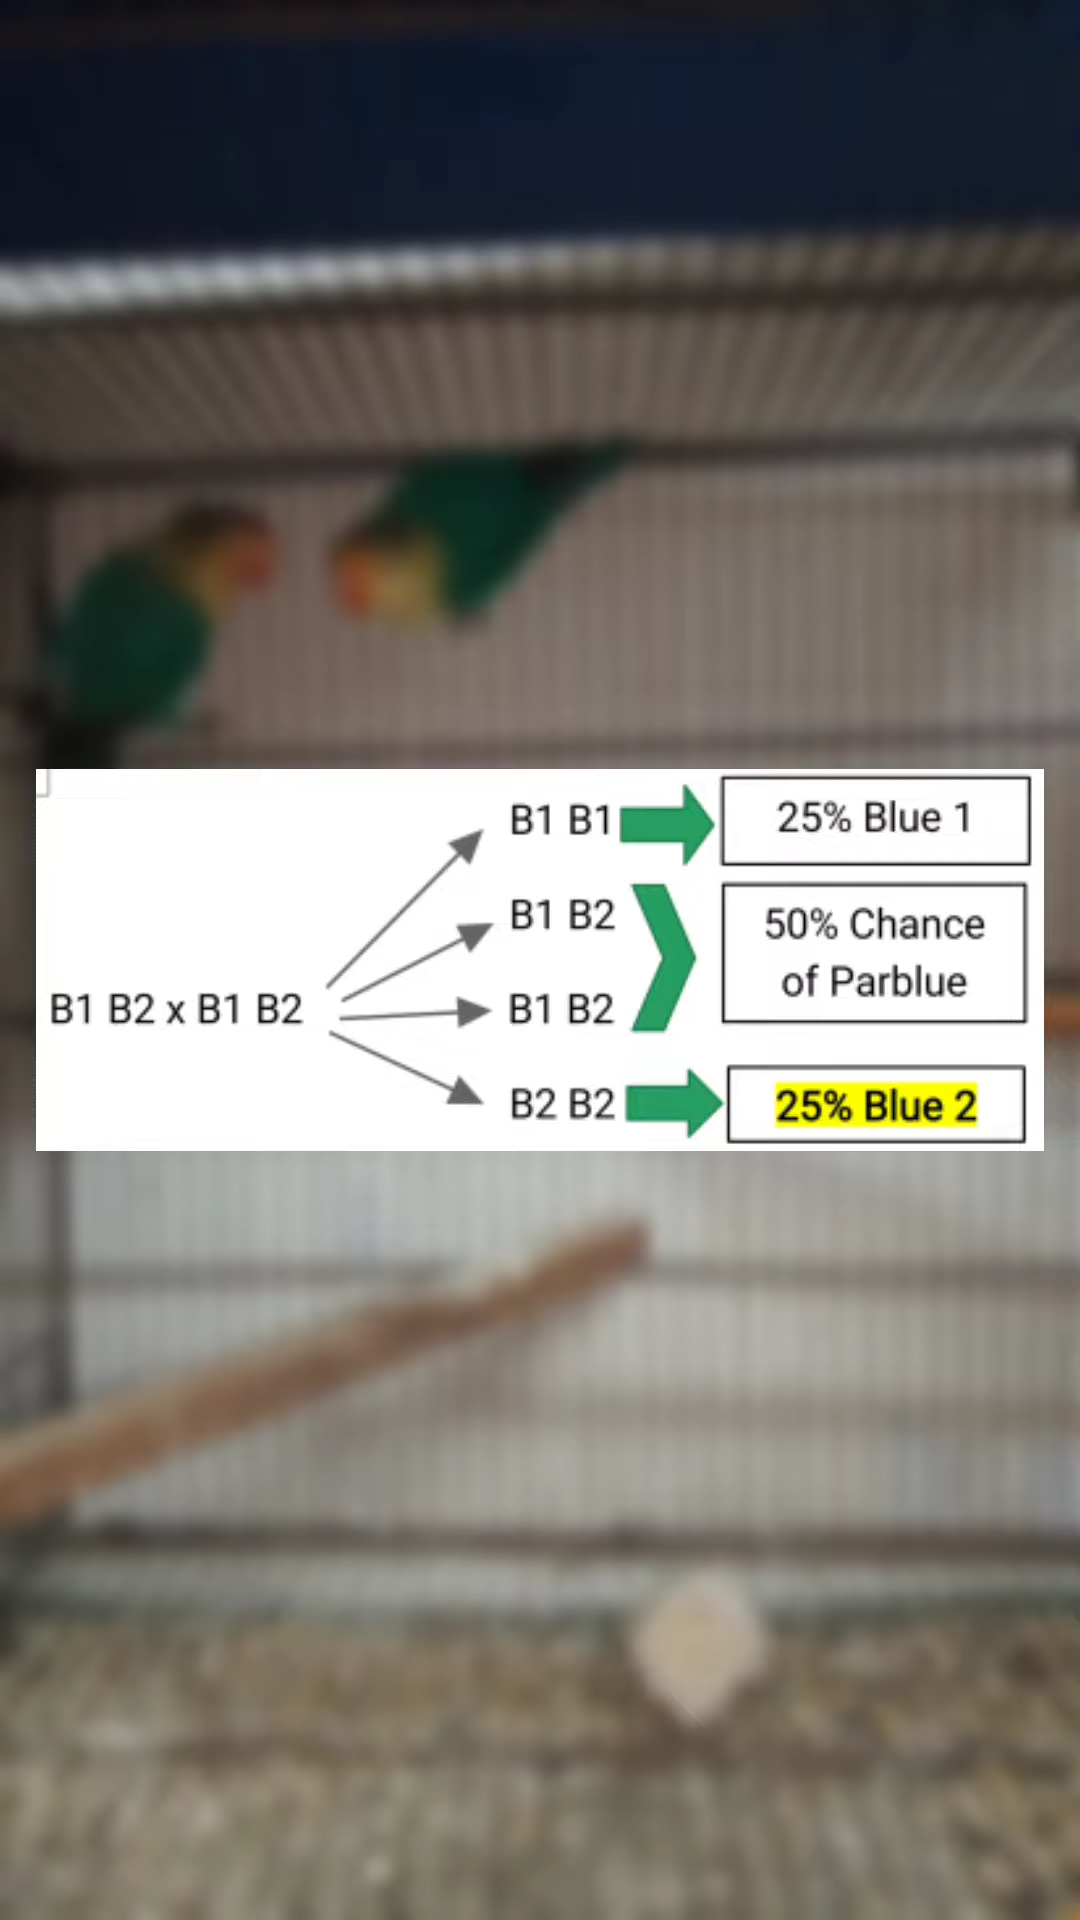 B1 B1
25% Blue 1
B1 B2
50% Chance
of Parblue
B1 B2 x B1 B2
B1 B2
B2 B2
25% Blue 2